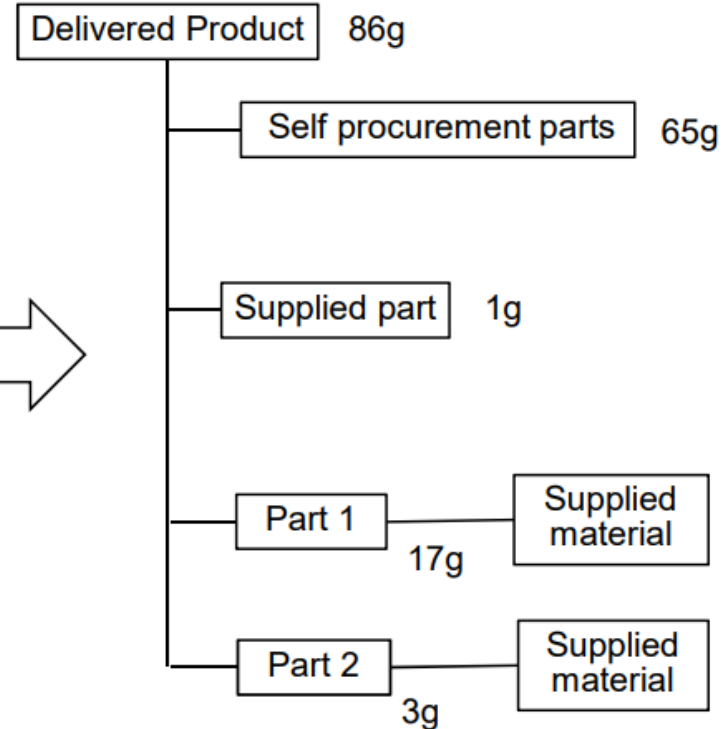 Delivered Product 86g
Self procurement parts 65g
Supplied part 1g
Part 1
17g
Supplied
material
Part 2
3g
Supplied
material